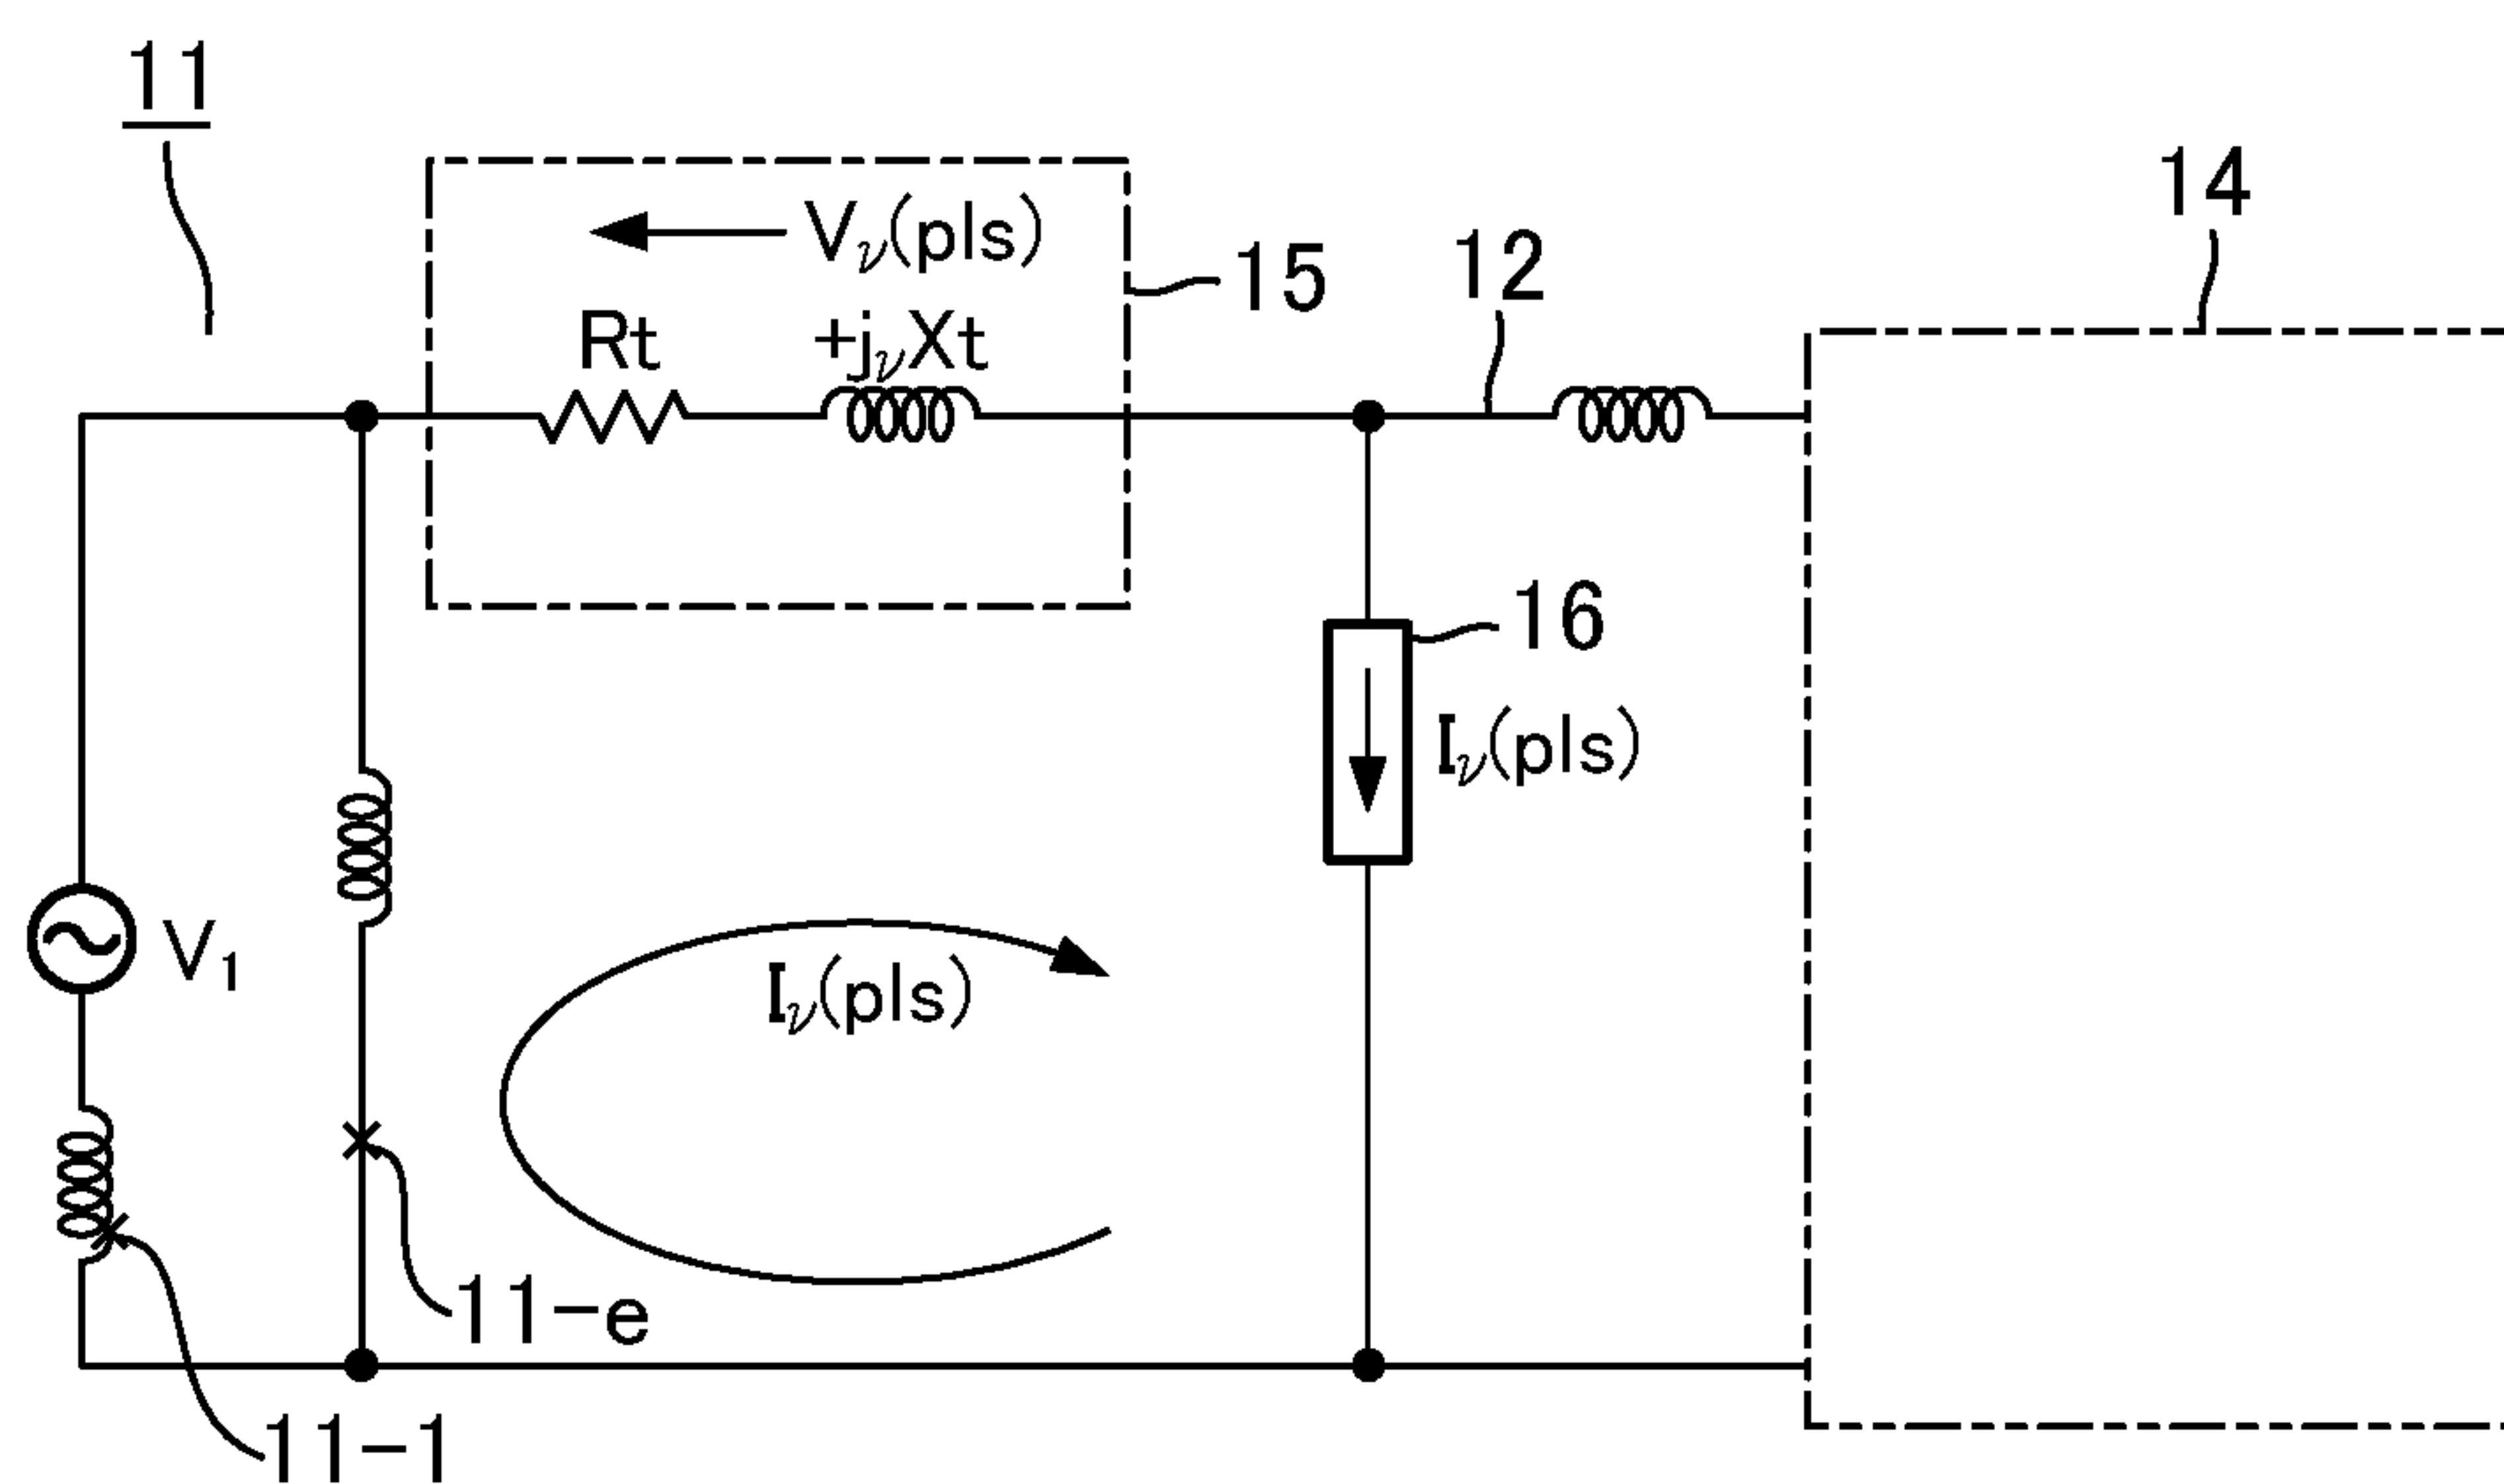 11
14
Vν(pls)
15
12
Rt
+jνXt
16
Iν(pls)
V1
Iν(pls)
11-e
11-1